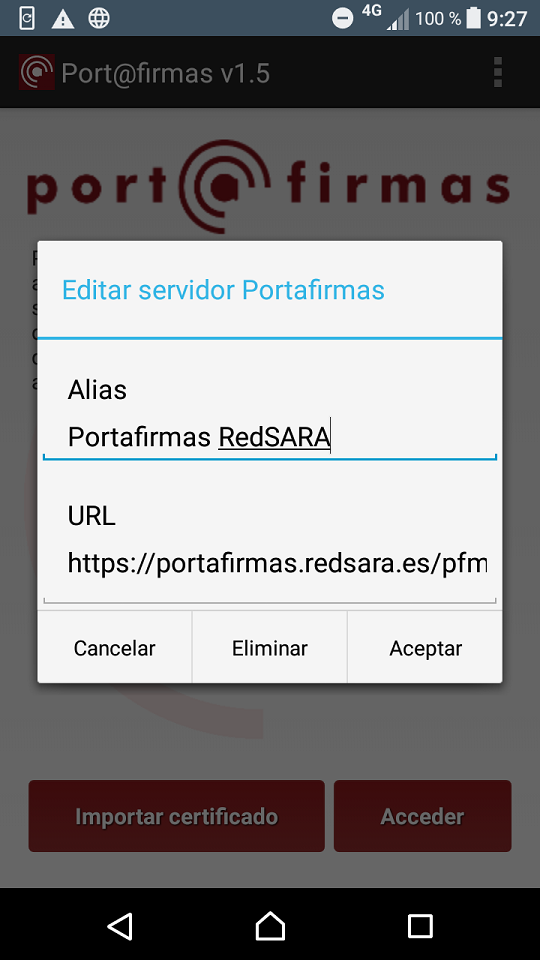 4G 100 % 9:27
Port@firmas v1.5
port@firmas
Editar servidor Portafirmas
Alias
Portafirmas RedSARA
URL
https://portafirmas.redsara.es/pfm
Cancelar Eliminar Aceptar
Importar certificado Acceder